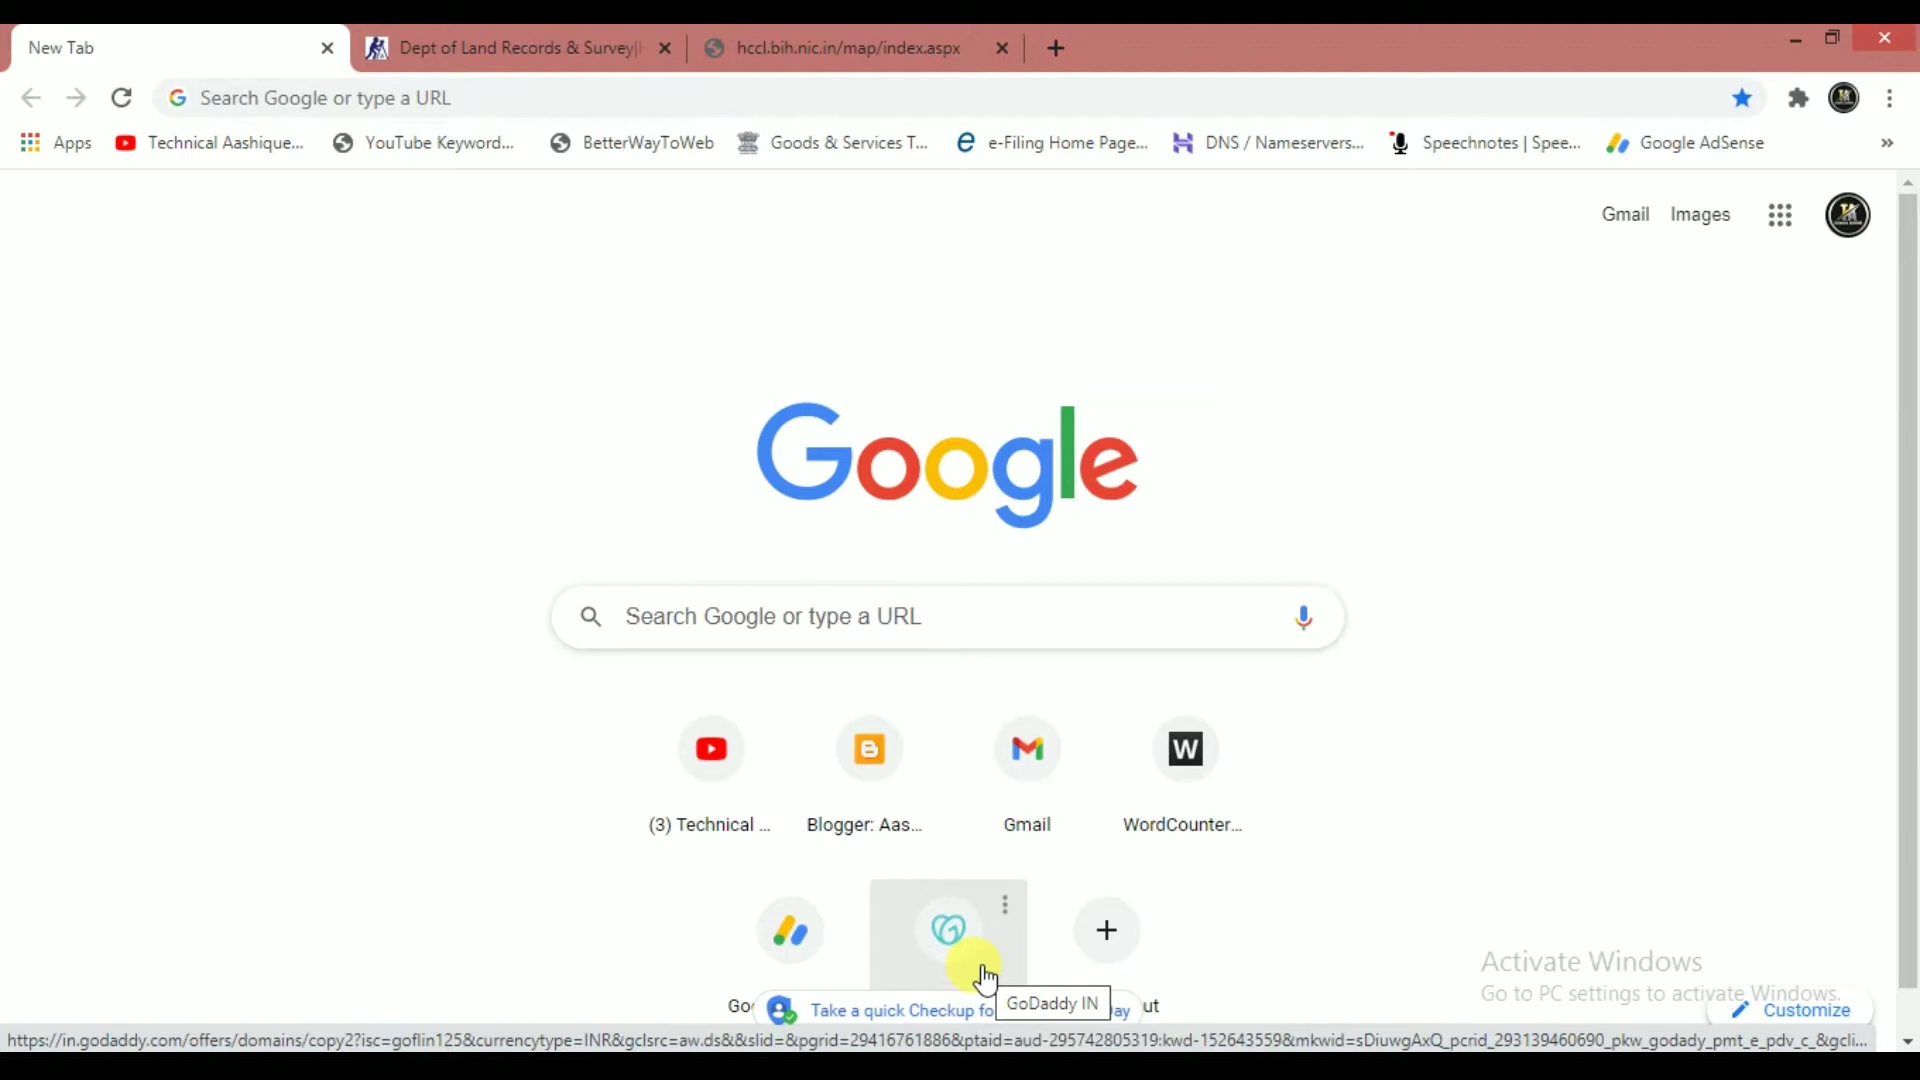 New Tab
Dept of Land Records & Survey|
hccl.bih.nic.in/map/index.aspx
Search Google or type a URL
Apps
Technical Aashique...
YouTube Keyword...
BetterWayToWeb
Goods & Services T...
e-Filing Home Page...
DNS / Nameservers...
Speechnotes | Spee...
Google AdSense
Gmail Images
Google
Search Google or type a URL
(3) Technical ...
Blogger: Aas...
Gmail
W
WordCounter...
Activate Windows
Go to PC settings to activate Windows.
Goo
Take a quick Checkup fo
GoDaddy IN
ay
ut
Customize
https://in.godaddy.com/offers/domains/copy2?isc=goflin125&currencytype=INR&gclsrc=aw.ds&&slid=&pgrid=29416761886&ptaid=aud-295742805319:kwd-152643559&mkwid=sDiuwgAxQ_pcrid_293139460690_pkw_godady_pmt_e_pdv_c_&gcli...